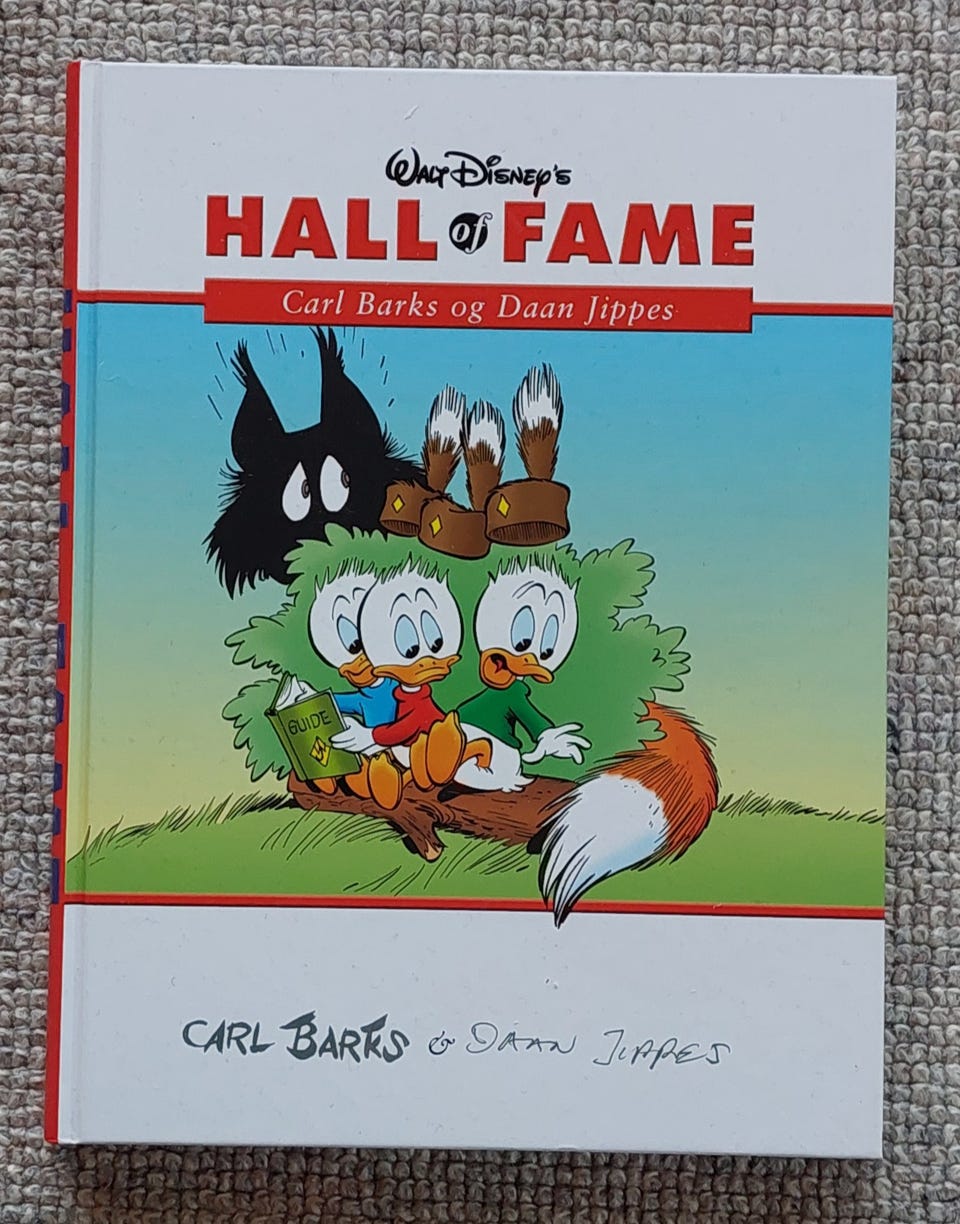 WALT DISNEY'S
HALL of FAME
Carl Barks og Daan Jippes
GUIDE
CARL BARKS & DAAN JIPPES